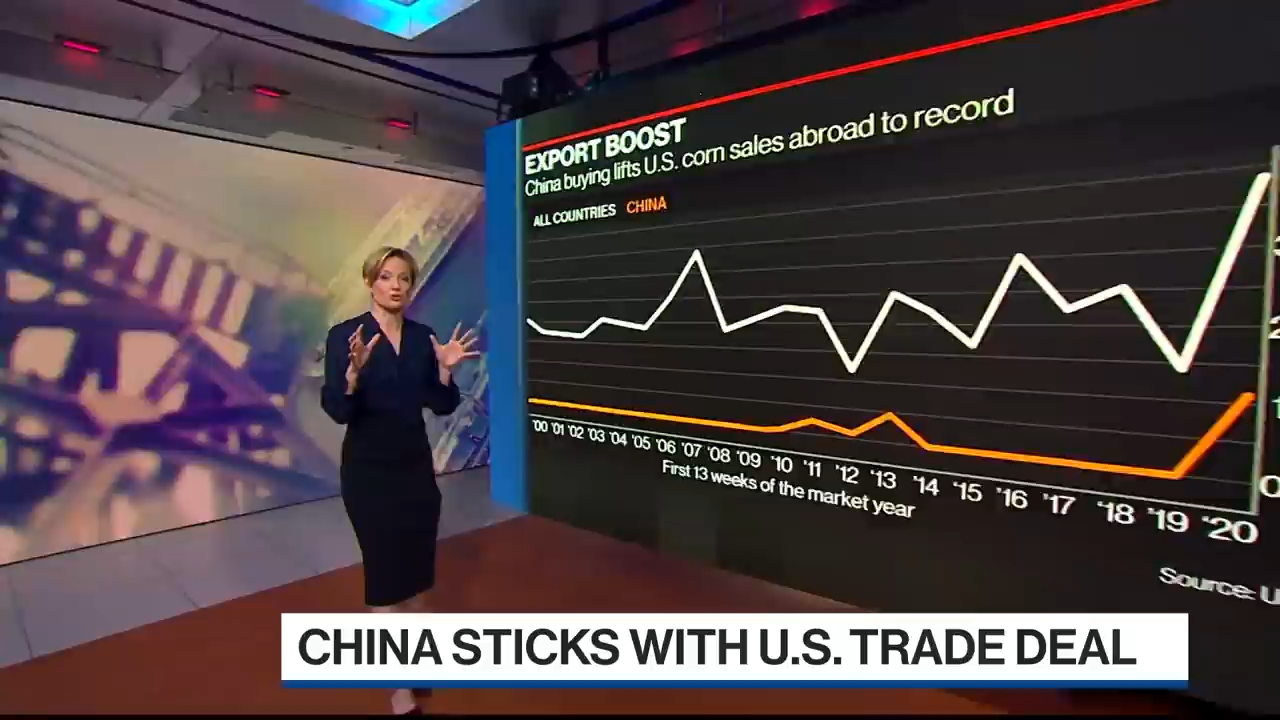 EXPORT BOOST
China buying lifts U.S. corn sales abroad to record
ALL COUNTRIES CHINA
'00 '01 '02 '03 '04 '05 '06 '07 '08 '09 '10 '11 '12 '13 '14 '15 '16 '17 '18 '19 '20
0
First 13 weeks of the market year
Source: U
CHINA STICKS WITH U.S. TRADE DEAL